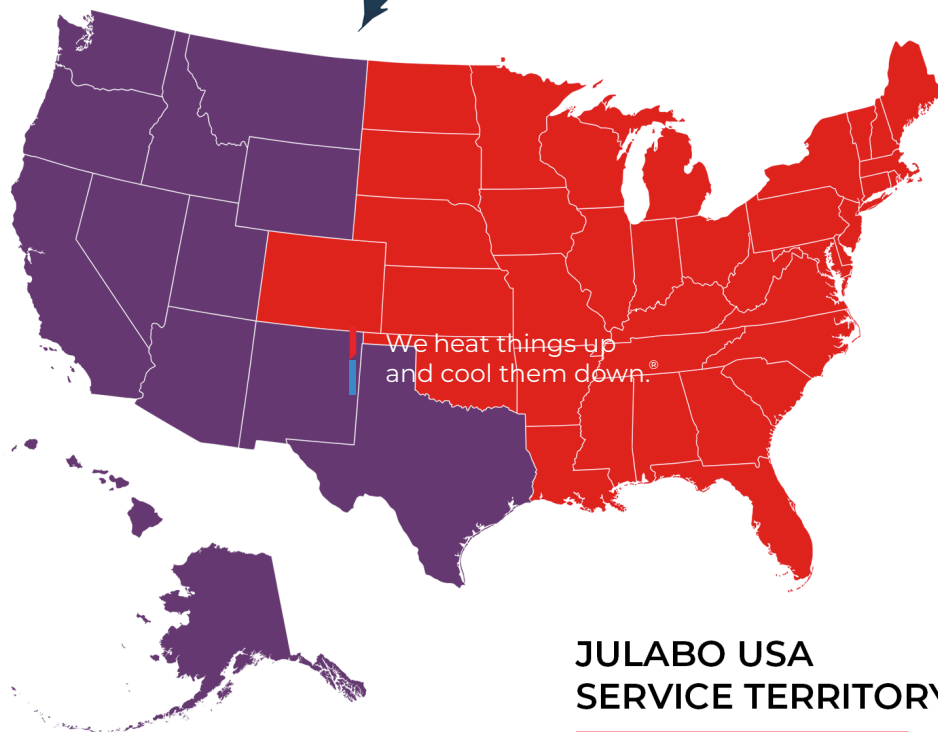 We heat things up
and cool them down.®
JULABO USA
SERVICE TERRITORY